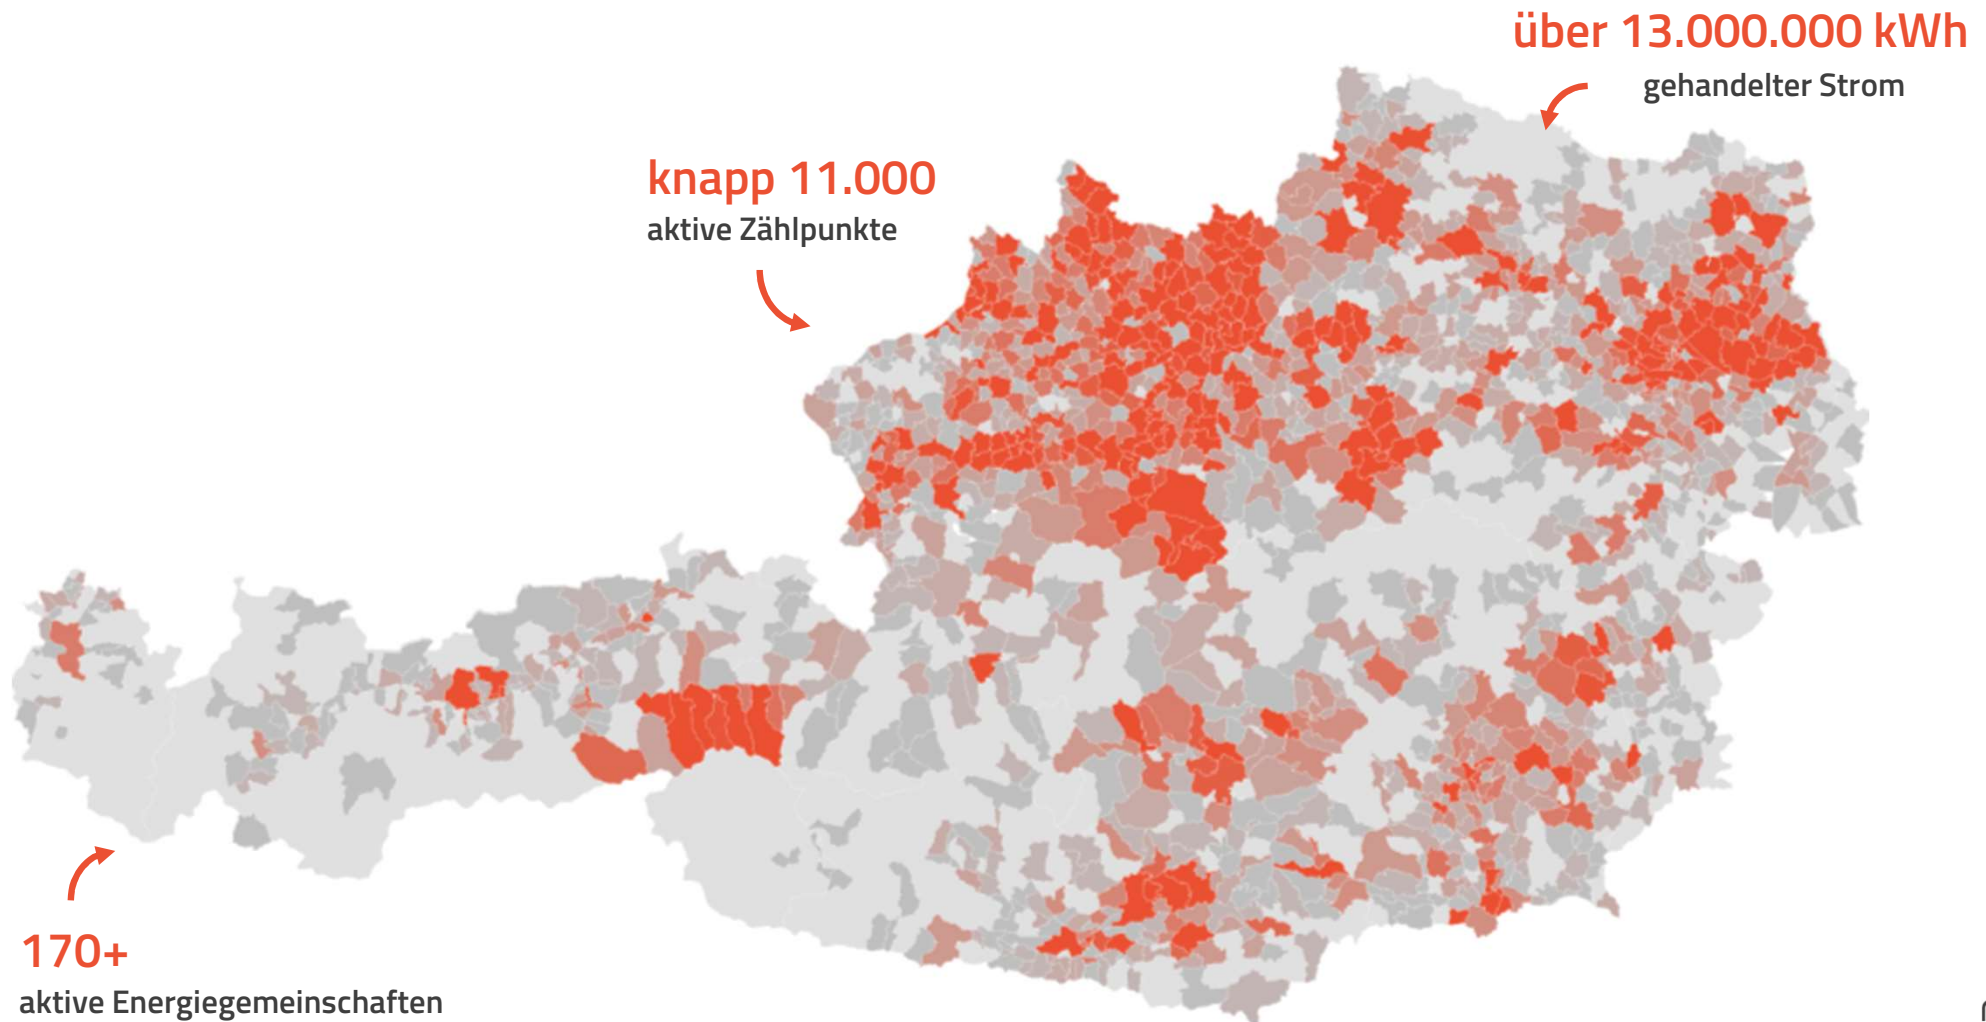 über 13.000.000 kWh
gehandelter Strom
knapp 11.000
aktive Zählpunkte
170+
aktive Energiegemeinschaften